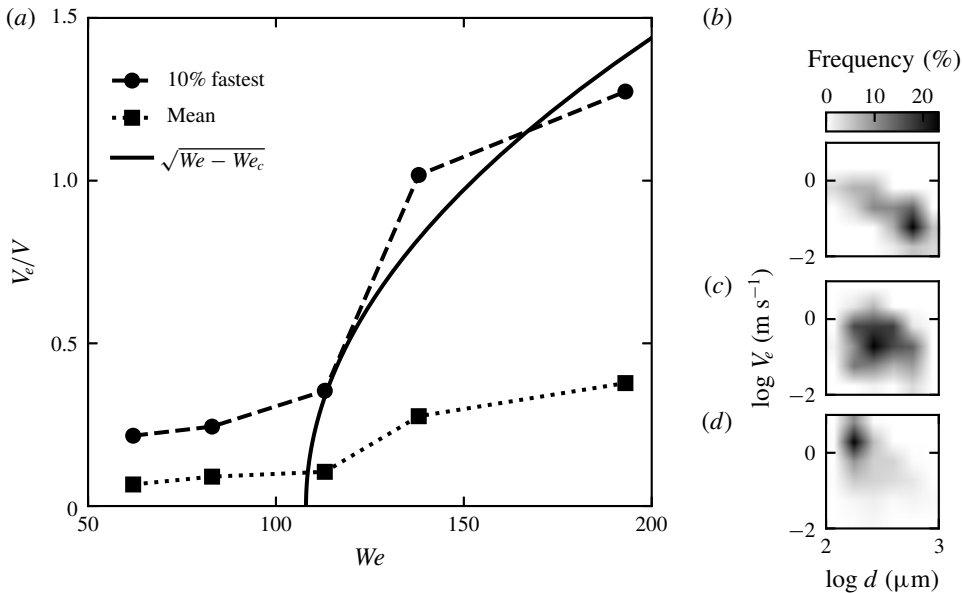 (a)
1.5
1.0
0.5
0
V_e/V
10% fastest
Mean
√(We − We_c)
50 100 150 200
We
(b)
Frequency (%)
0 10 20
0
−2
(c)
0
−2
log V_e (m s⁻¹)
(d)
0
−2
2 3
log d (μm)